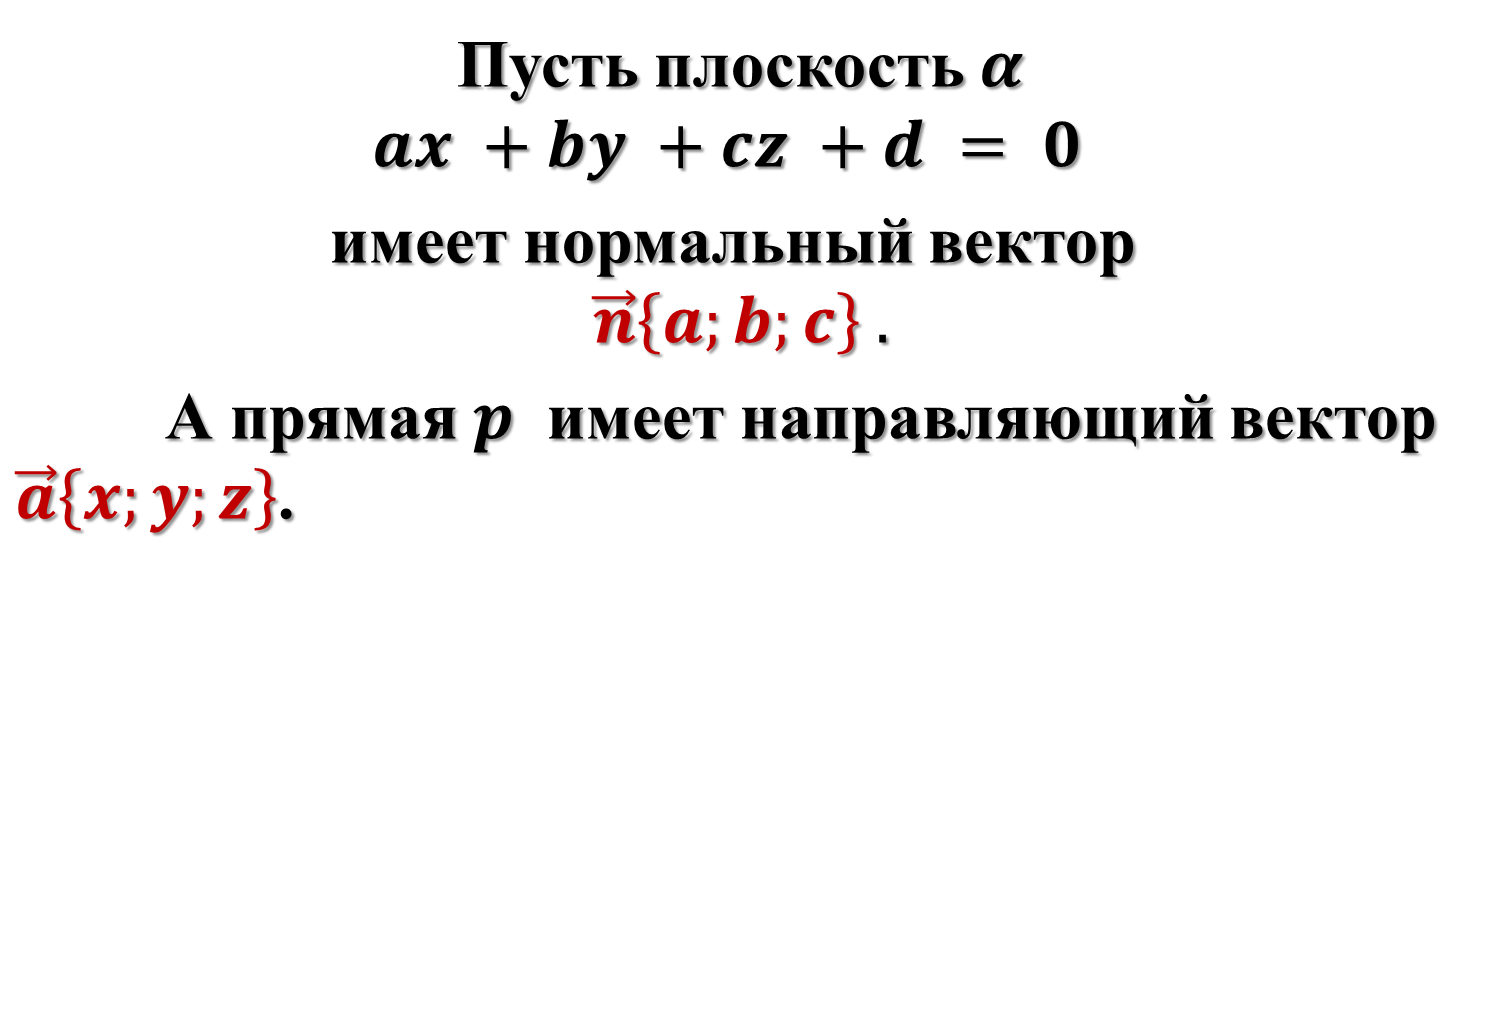 Пусть плоскость α
ax + by + cz + d = 0
имеет нормальный вектор
n⃗{a; b; c} .
А прямая p имеет направляющий вектор
a⃗{x; y; z}.